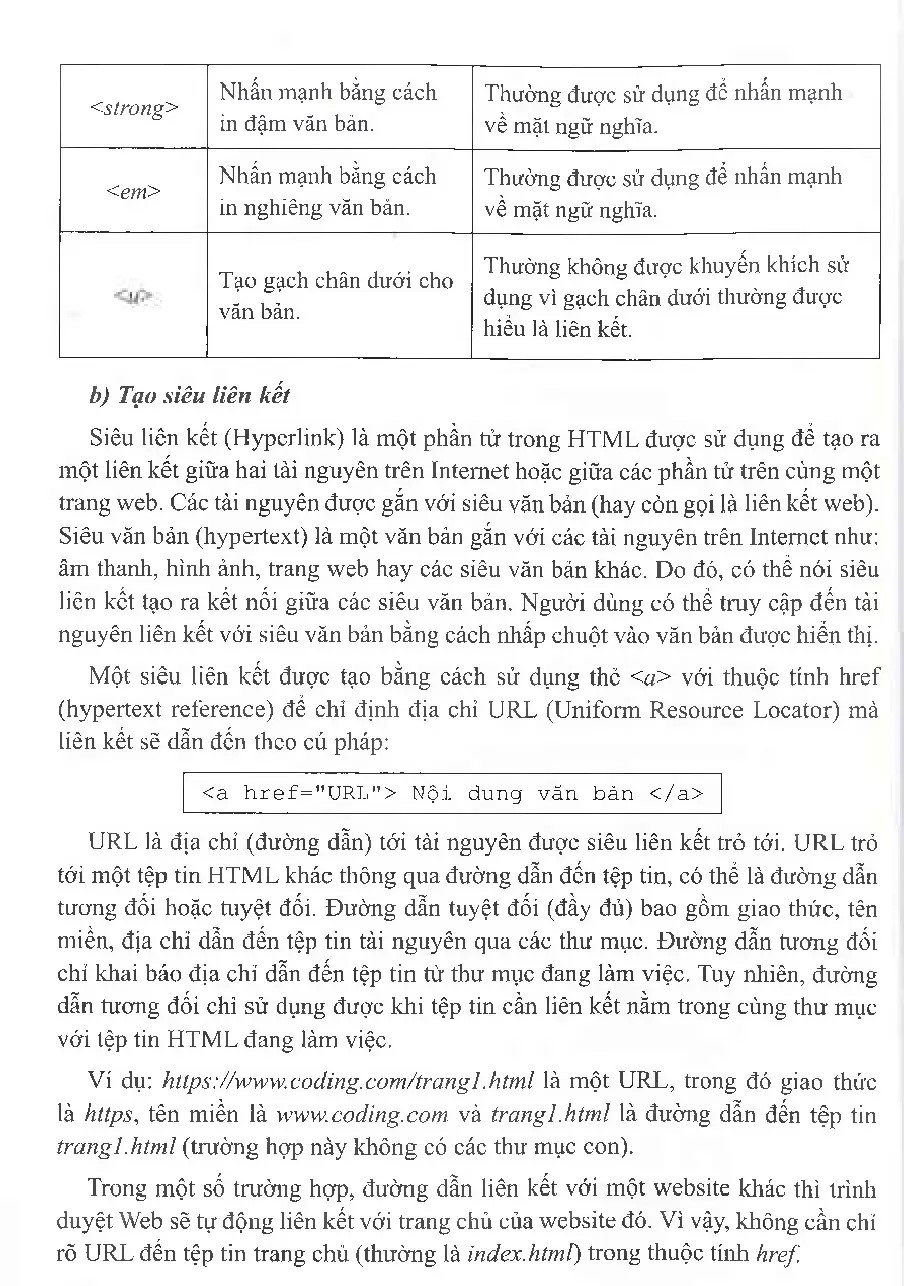 <strong>
Nhấn mạnh bằng cách
in đậm văn bản.
Thường được sử dụng để nhấn mạnh
về mặt ngữ nghĩa.
<em>
Nhấn mạnh bằng cách
in nghiêng văn bản.
Thường được sử dụng để nhấn mạnh
về mặt ngữ nghĩa.
<u>
Tạo gạch chân dưới cho
văn bản.
Thường không được khuyến khích sử
dụng vì gạch chân dưới thường được
hiểu là liên kết.
b) Tạo siêu liên kết
Siêu liên kết (Hyperlink) là một phần tử trong HTML được sử dụng để tạo ra
một liên kết giữa hai tài nguyên trên Internet hoặc giữa các phần tử trên cùng một
trang web. Các tài nguyên được gắn với siêu văn bản (hay còn gọi là liên kết web).
Siêu văn bản (hypertext) là một văn bản gắn với các tài nguyên trên Internet như:
âm thanh, hình ảnh, trang web hay các siêu văn bản khác. Do đó, có thể nói siêu
liên kết tạo ra kết nối giữa các siêu văn bản. Người dùng có thể truy cập đến tài
nguyên liên kết với siêu văn bản bằng cách nhấp chuột vào văn bản được hiển thị.
Một siêu liên kết được tạo bằng cách sử dụng thẻ <a> với thuộc tính href
(hypertext reference) để chỉ định địa chỉ URL (Uniform Resource Locator) mà
liên kết sẽ dẫn đến theo cú pháp:
<a href="URL"> Nội dung văn bản </a>
URL là địa chỉ (đường dẫn) tới tài nguyên được siêu liên kết trỏ tới. URL trỏ
tới một tệp tin HTML khác thông qua đường dẫn đến tệp tin, có thể là đường dẫn
tương đối hoặc tuyệt đối. Đường dẫn tuyệt đối (đầy đủ) bao gồm giao thức, tên
miền, địa chỉ dẫn đến tệp tin tài nguyên qua các thư mục. Đường dẫn tương đối
chỉ khai báo địa chỉ dẫn đến tệp tin từ thư mục đang làm việc. Tuy nhiên, đường
dẫn tương đối chỉ sử dụng được khi tệp tin cần liên kết nằm trong cùng thư mục
với tệp tin HTML đang làm việc.
Ví dụ: https://www.coding.com/trang1.html là một URL, trong đó giao thức
là https, tên miền là www.coding.com và trang1.html là đường dẫn đến tệp tin
trang1.html (trường hợp này không có các thư mục con).
Trong một số trường hợp, đường dẫn liên kết với một website khác thì trình
duyệt Web sẽ tự động liên kết với trang chủ của website đó. Vì vậy, không cần chỉ
rõ URL đến tệp tin trang chủ (thường là index.html) trong thuộc tính href.